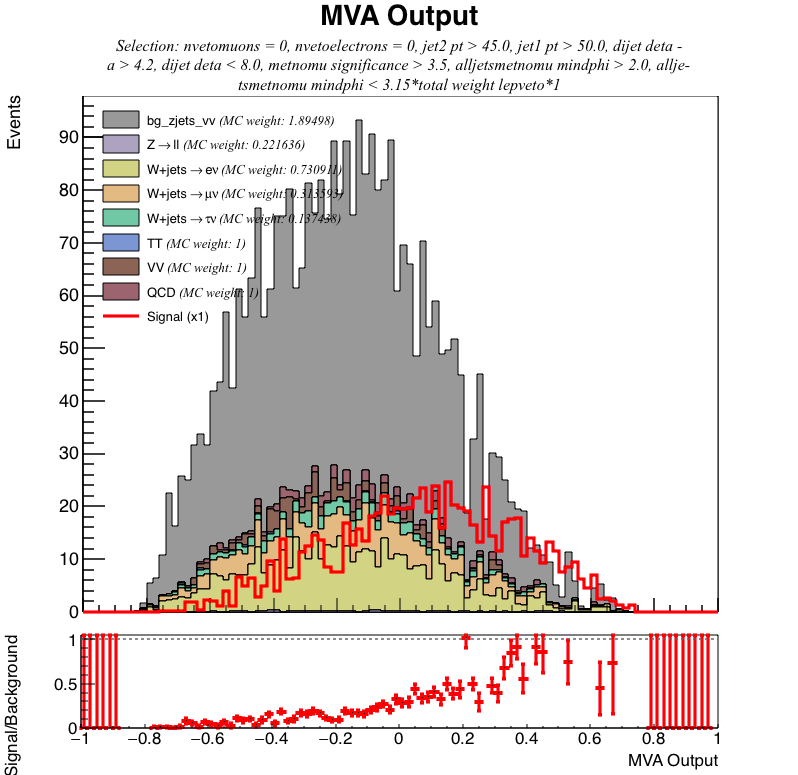 MVA Output
Selection: nvetomuons = 0, nvetoelectrons = 0, jet2 pt > 45.0, jet1 pt > 50.0, dijet deta -
a > 4.2, dijet deta < 8.0, metnomu significance > 3.5, alljetsmetnomu mindphi > 2.0, allje-
tsmetnomu mindphi < 3.15*total weight lepveto*1
Events
90
80
70
60
50
40
30
20
10
0
bg_zjets_vv (MC weight: 1.89498)
Z→ll (MC weight: 0.221636)
W+jets→eν (MC weight: 0.730911)
W+jets→μν (MC weight: 0.313593)
W+jets→τν (MC weight: 0.137438)
TT (MC weight: 1)
VV (MC weight: 1)
QCD (MC weight: 1)
Signal (x1)
Signal/Background
1
0.5
0
−1 −0.8 −0.6 −0.4 −0.2 0 0.2 0.4 0.6 0.8 1
MVA Output